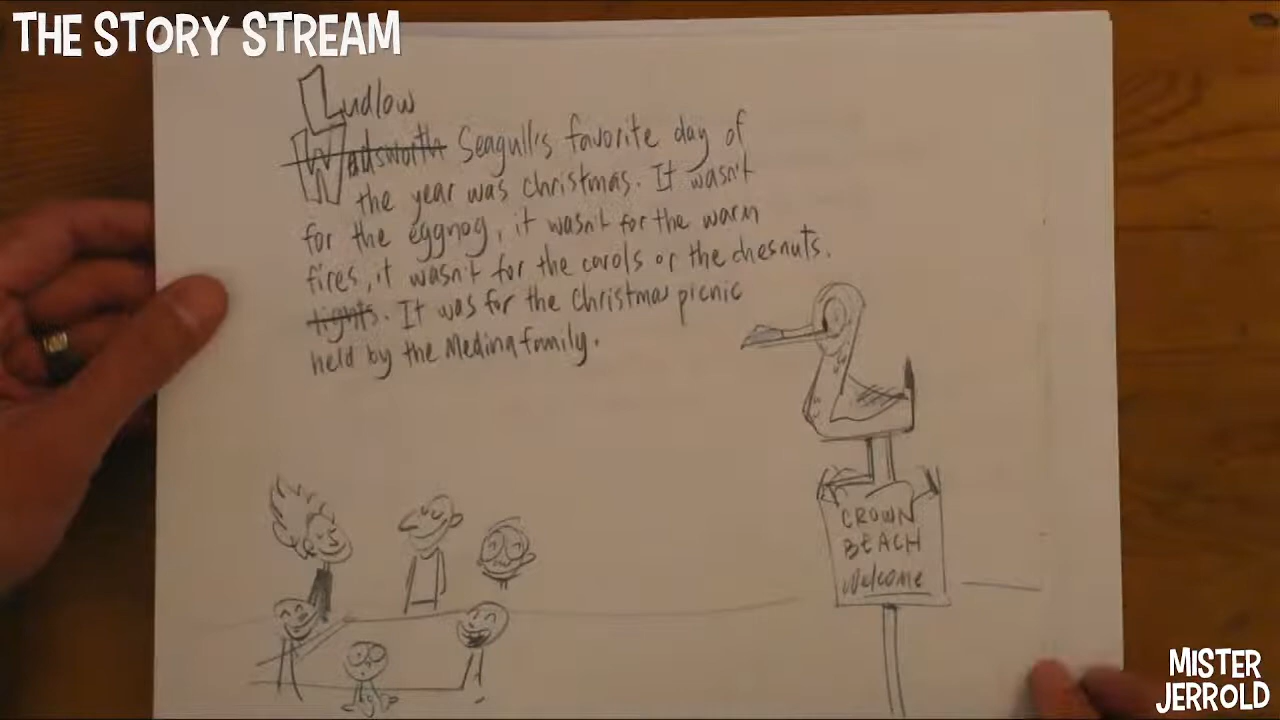 THE STORY STREAM
Ludlow
Wadsworth Seagull's favorite day of
the year was christmas. It wasn't
for the eggnog, it wasn't for the warm
fires, it wasn't for the carols or the chesnuts.
lights. It was for the Christmas picnic
held by the Medina family.
CROWN
BEACH
Welcome
MISTER
JERROLD